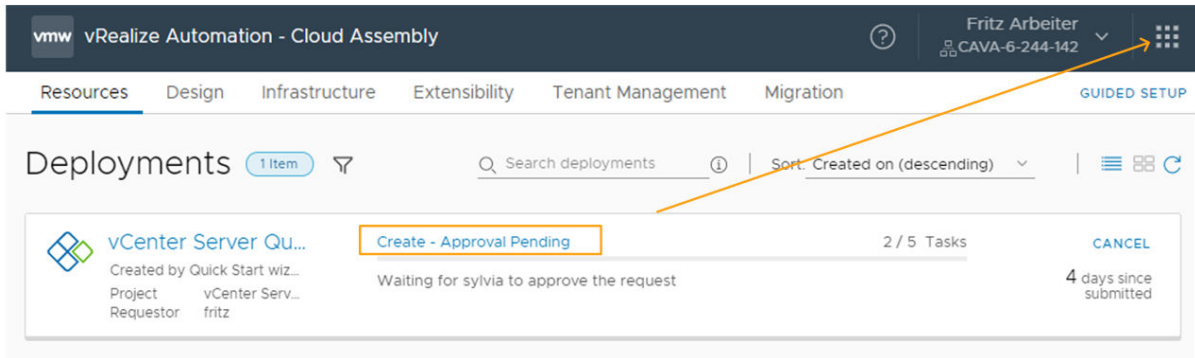 vmw vRealize Automation - Cloud Assembly
Fritz Arbeiter
CAVA-6-244-142
Resources Design Infrastructure Extensibility Tenant Management Migration GUIDED SETUP
Deployments 1 Item Search deployments Sort: Created on (descending)
vCenter Server Qu... Create - Approval Pending 2 / 5 Tasks CANCEL
Created by Quick Start wiz...
Waiting for sylvia to approve the request
4 days since submitted
Project vCenter Serv...
Requestor fritz